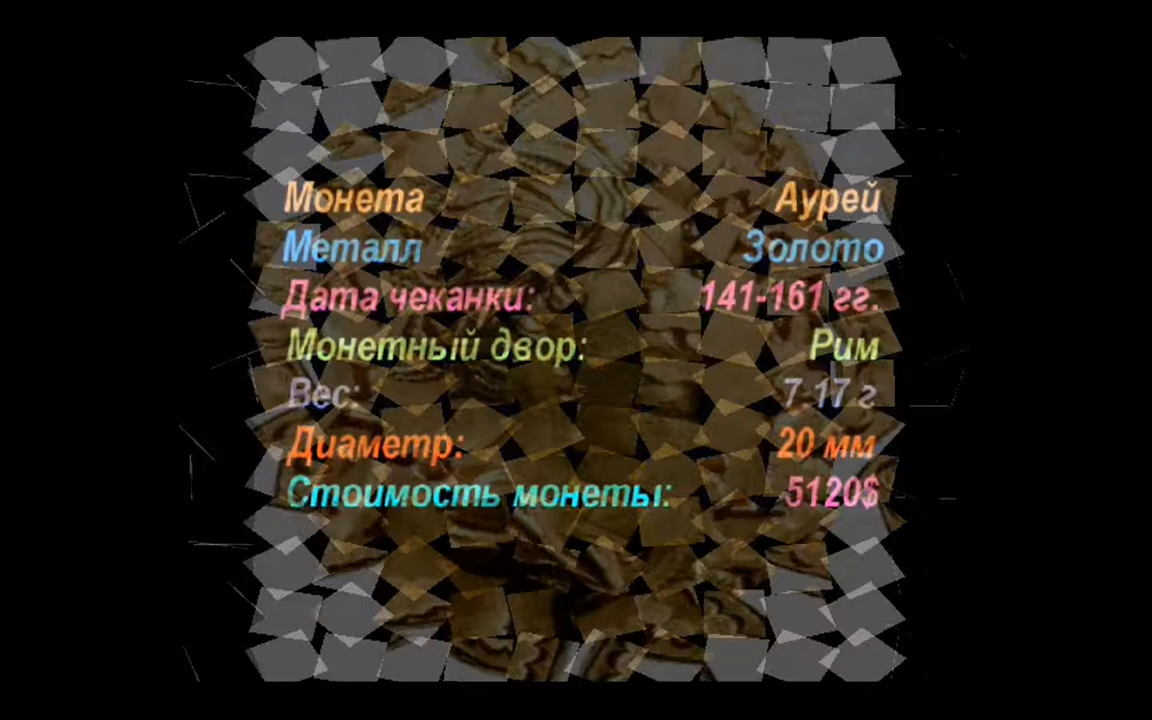 Монета Аурей
Металл Золото
Дата чеканки: 141-161 гг.
Монетный двор: Рим
Вес: 7.17 г
Диаметр: 20 мм
Стоимость монеты: 5120$